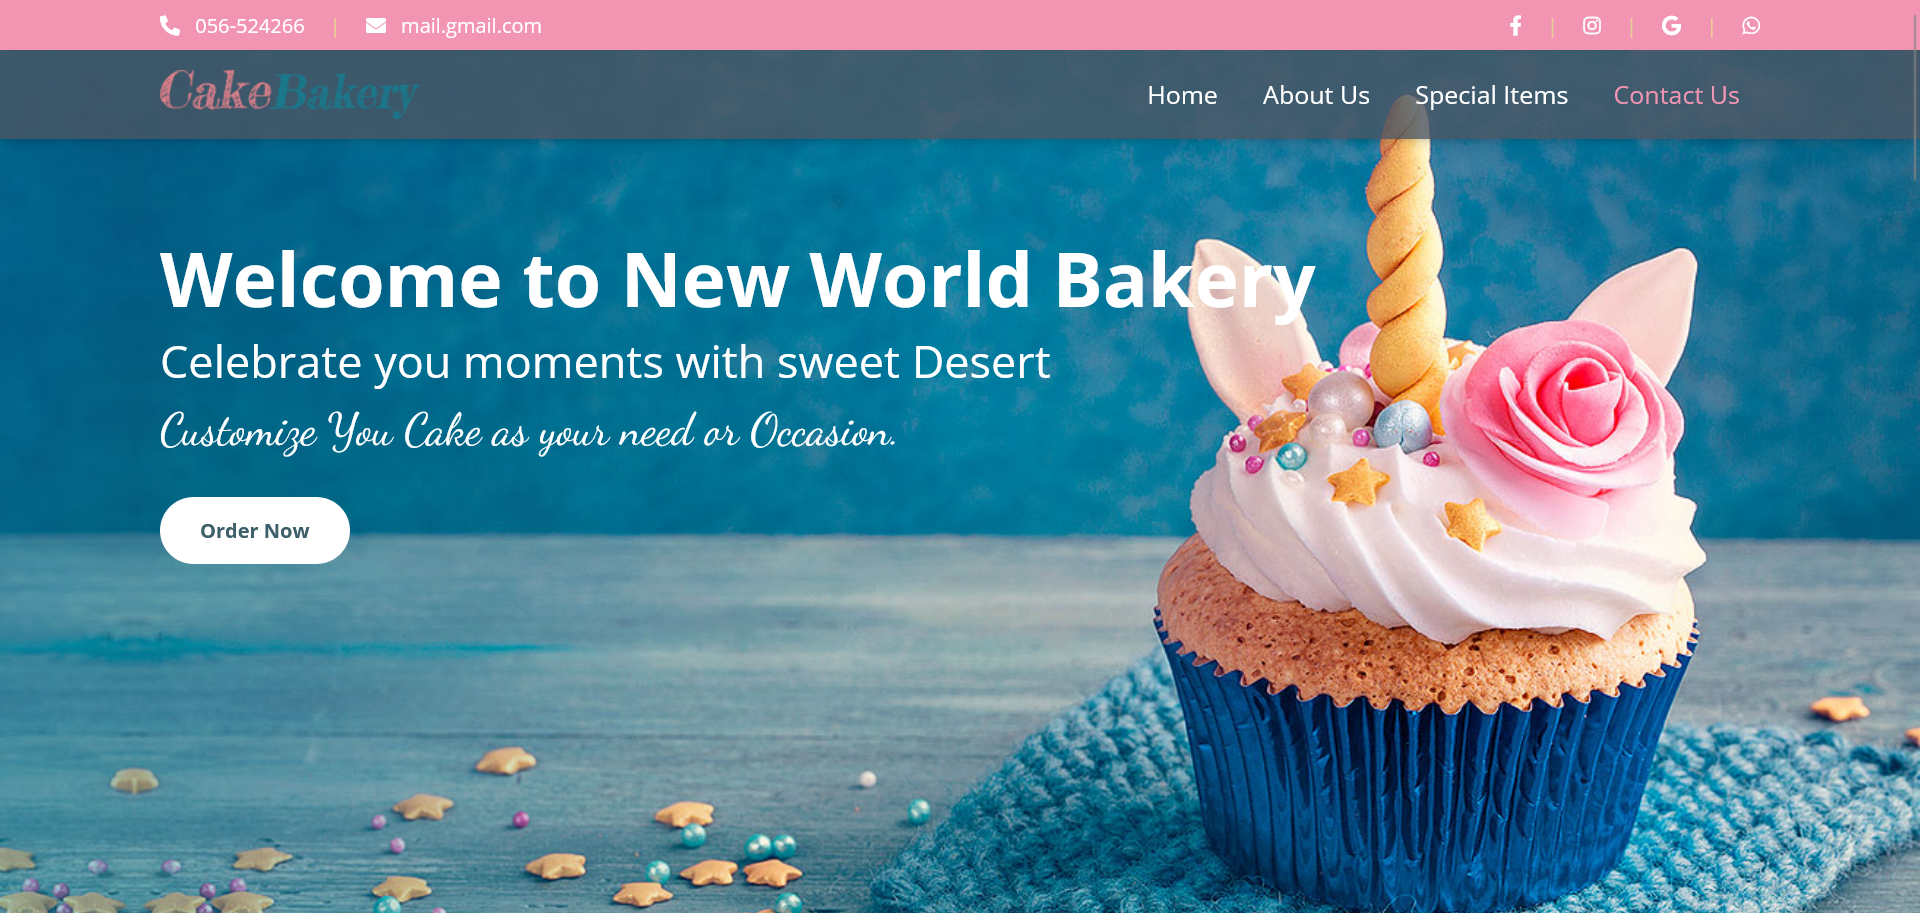 056-524266 | mail.gmail.com | | |
CakeBakery
Home About Us Special Items Contact Us
Welcome to New World Bakery
Celebrate you moments with sweet Desert
Customize You Cake as your need or Occasion.
Order Now